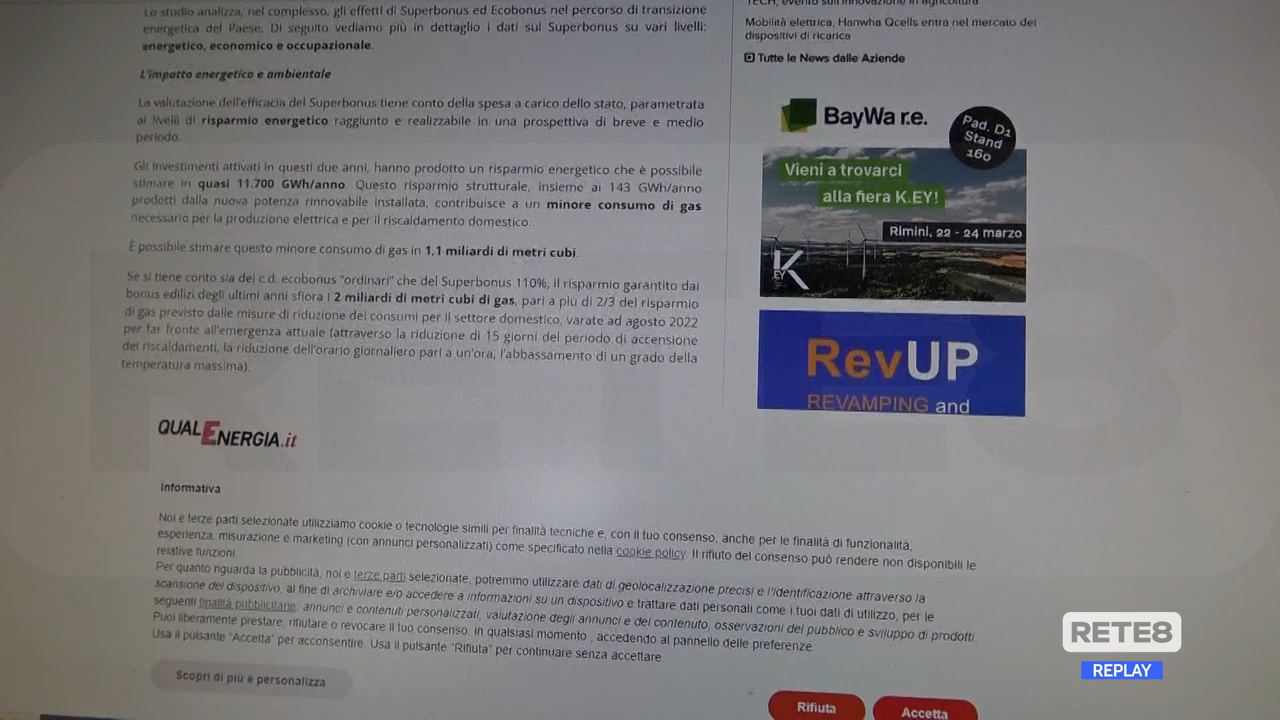 Lo studio analizza, nel complesso, gli effetti di Superbonus ed Ecobonus nel percorso di transizione
energetica del Paese. Di seguito vediamo più in dettaglio i dati sul Superbonus su vari livelli:
energetico, economico e occupazionale.
L'impatto energetico e ambientale
La valutazione dell'efficacia del Superbonus tiene conto della spesa a carico dello stato, parametrata
ai livelli di risparmio energetico raggiunto e realizzabile in una prospettiva di breve e medio
periodo.
Gli investimenti attivati in questi due anni, hanno prodotto un risparmio energetico che è possibile
stimare in quasi 11.700 GWh/anno. Questo risparmio strutturale, insieme ai 143 GWh/anno
prodotti dalla nuova potenza rinnovabile installata, contribuisce a un minore consumo di gas
necessario per la produzione elettrica e per il riscaldamento domestico.
È possibile stimare questo minore consumo di gas in 1,1 miliardi di metri cubi.
Se si tiene conto sia dei c.d. ecobonus "ordinari" che del Superbonus 110%, il risparmio garantito dai
bonus edilizi degli ultimi anni sfiora i 2 miliardi di metri cubi di gas, pari a più di 2/3 del risparmio
di gas previsto dalle misure di riduzione dei consumi per il settore domestico, varate ad agosto 2022
per far fronte all'emergenza attuale (attraverso la riduzione di 15 giorni del periodo di accensione
dei riscaldamenti, la riduzione dell'orario giornaliero pari a un'ora, l'abbassamento di un grado della
temperatura massima).
TECH, evento sull'innovazione in agricoltura
Mobilità elettrica, Hanwha Qcells entra nel mercato dei
dispositivi di ricarica
Tutte le News dalle Aziende
BayWa r.e.
Pad. D1
Stand
160
Vieni a trovarci
alla fiera K.EY!
Rimini, 22 - 24 marzo
K
EY
RevUP
REVAMPING and
QUALENERGIA.it
Informativa
Noi e terze parti selezionate utilizziamo cookie o tecnologie simili per finalità tecniche e, con il tuo consenso, anche per le finalità di funzionalità,
esperienza, misurazione e marketing (con annunci personalizzati) come specificato nella cookie policy. Il rifiuto del consenso può rendere non disponibili le
relative funzioni.
Per quanto riguarda la pubblicità, noi e terze parti selezionate, potremmo utilizzare dati di geolocalizzazione precisi e l'identificazione attraverso la
scansione del dispositivo, al fine di archiviare e/o accedere a informazioni su un dispositivo e trattare dati personali come i tuoi dati di utilizzo, per le
seguenti finalità pubblicitarie: annunci e contenuti personalizzati, valutazione degli annunci e del contenuto, osservazioni del pubblico e sviluppo di prodotti.
Puoi liberamente prestare, rifiutare o revocare il tuo consenso, in qualsiasi momento, accedendo al pannello delle preferenze.
Usa il pulsante "Accetta" per acconsentire. Usa il pulsante "Rifiuta" per continuare senza accettare.
Scopri di più e personalizza
Rifiuta
Accetta
RETE8
REPLAY
RETE8